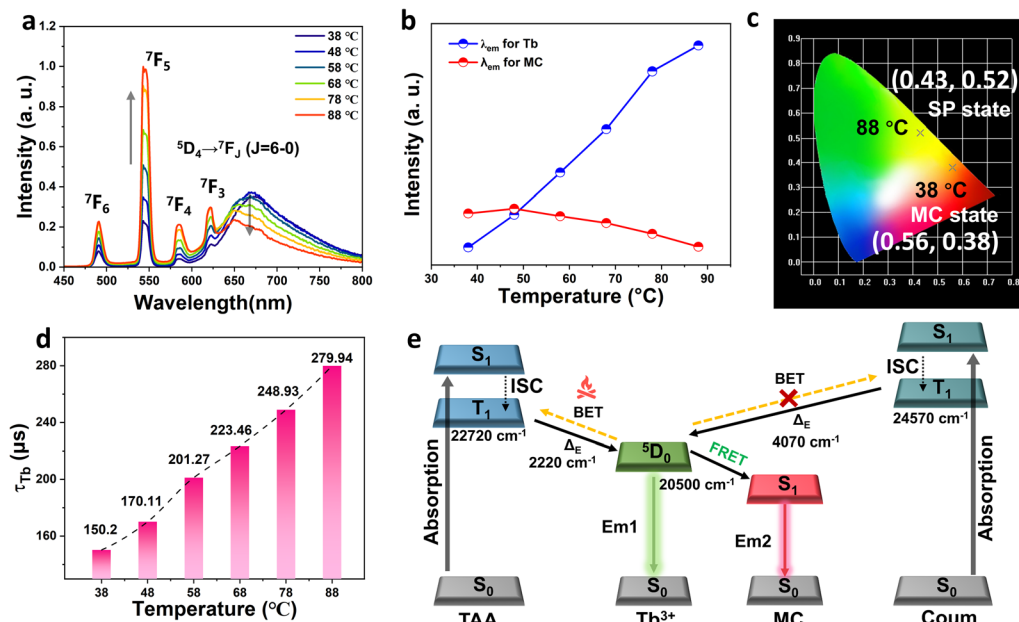 a
Intensity (a. u.)
1.2
1.0
0.8
0.6
0.4
0.2
0.0
450 500 550 600 650 700 750 800
Wavelength(nm)
⁷F₆
⁷F₅
⁷F₄
⁷F₃
⁵D₄→⁷F_J (J=6-0)
38 °C
48 °C
58 °C
68 °C
78 °C
88 °C
b
Intensity (a. u.)
λem for Tb
λem for MC
30 40 50 60 70 80 90
Temperature (°C)
c
0.9
0.8
0.7
0.6
0.5
0.4
0.3
0.2
0.1
0.0
0.0 0.1 0.2 0.3 0.4 0.5 0.6 0.7 0.8
(0.43, 0.52)
SP state
88 °C
38 °C
MC state
(0.56, 0.38)
d
τTb (μs)
280
240
200
160
150.2
170.11
201.27
223.46
248.93
279.94
38 48 58 68 78 88
Temperature (℃)
e
S₁
ISC
T₁
22720 cm⁻¹
Absorption
S₀
TAA
BET
ΔE
2220 cm⁻¹
⁵D₀
20500 cm⁻¹
Em1
S₀
Tb³⁺
FRET
S₁
Em2
S₀
MC
BET
ΔE
4070 cm⁻¹
S₁
ISC
T₁
24570 cm⁻¹
Absorption
S₀
Coum